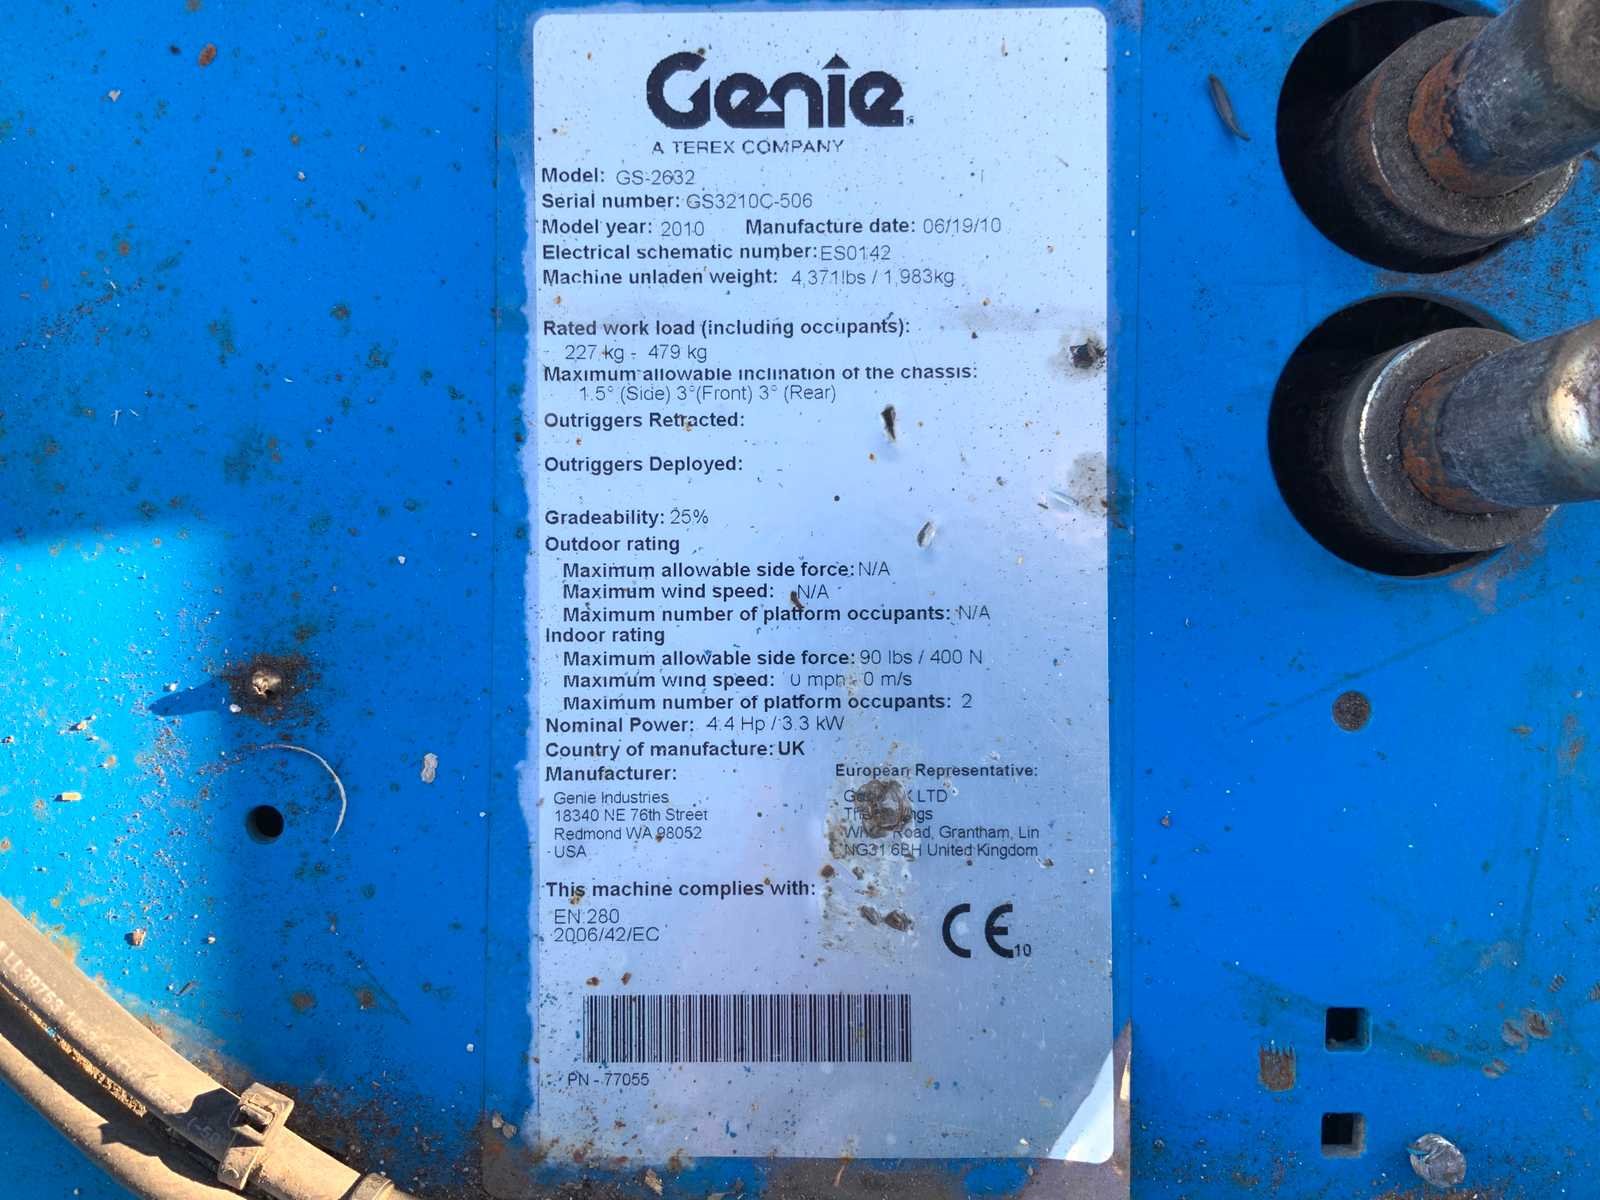 Genie
A TEREX COMPANY
Model: GS-2632
Serial number: GS3210C-506
Model year: 2010 Manufacture date: 06/19/10
Electrical schematic number: ES0142
Machine unladen weight: 4,371lbs / 1,983kg
Rated work load (including occupants):
227 kg - 479 kg
Maximum allowable inclination of the chassis:
1.5° (Side) 3°(Front) 3° (Rear)
Outriggers Retracted:
Outriggers Deployed:
Gradeability: 25%
Outdoor rating
Maximum allowable side force: N/A
Maximum wind speed: N/A
Maximum number of platform occupants: N/A
Indoor rating
Maximum allowable side force: 90 lbs / 400 N
Maximum wind speed: 0 mph 0 m/s
Maximum number of platform occupants: 2
Nominal Power: 4.4 Hp / 3.3 kW
Country of manufacture: UK
Manufacturer:
Genie Industries
18340 NE 76th Street
Redmond WA 98052
USA
European Representative:
LTD
Road, Grantham, Lin
NG31 6BH United Kingdom
This machine complies with:
EN 280
2006/42/EC
CE 10
PN - 77055